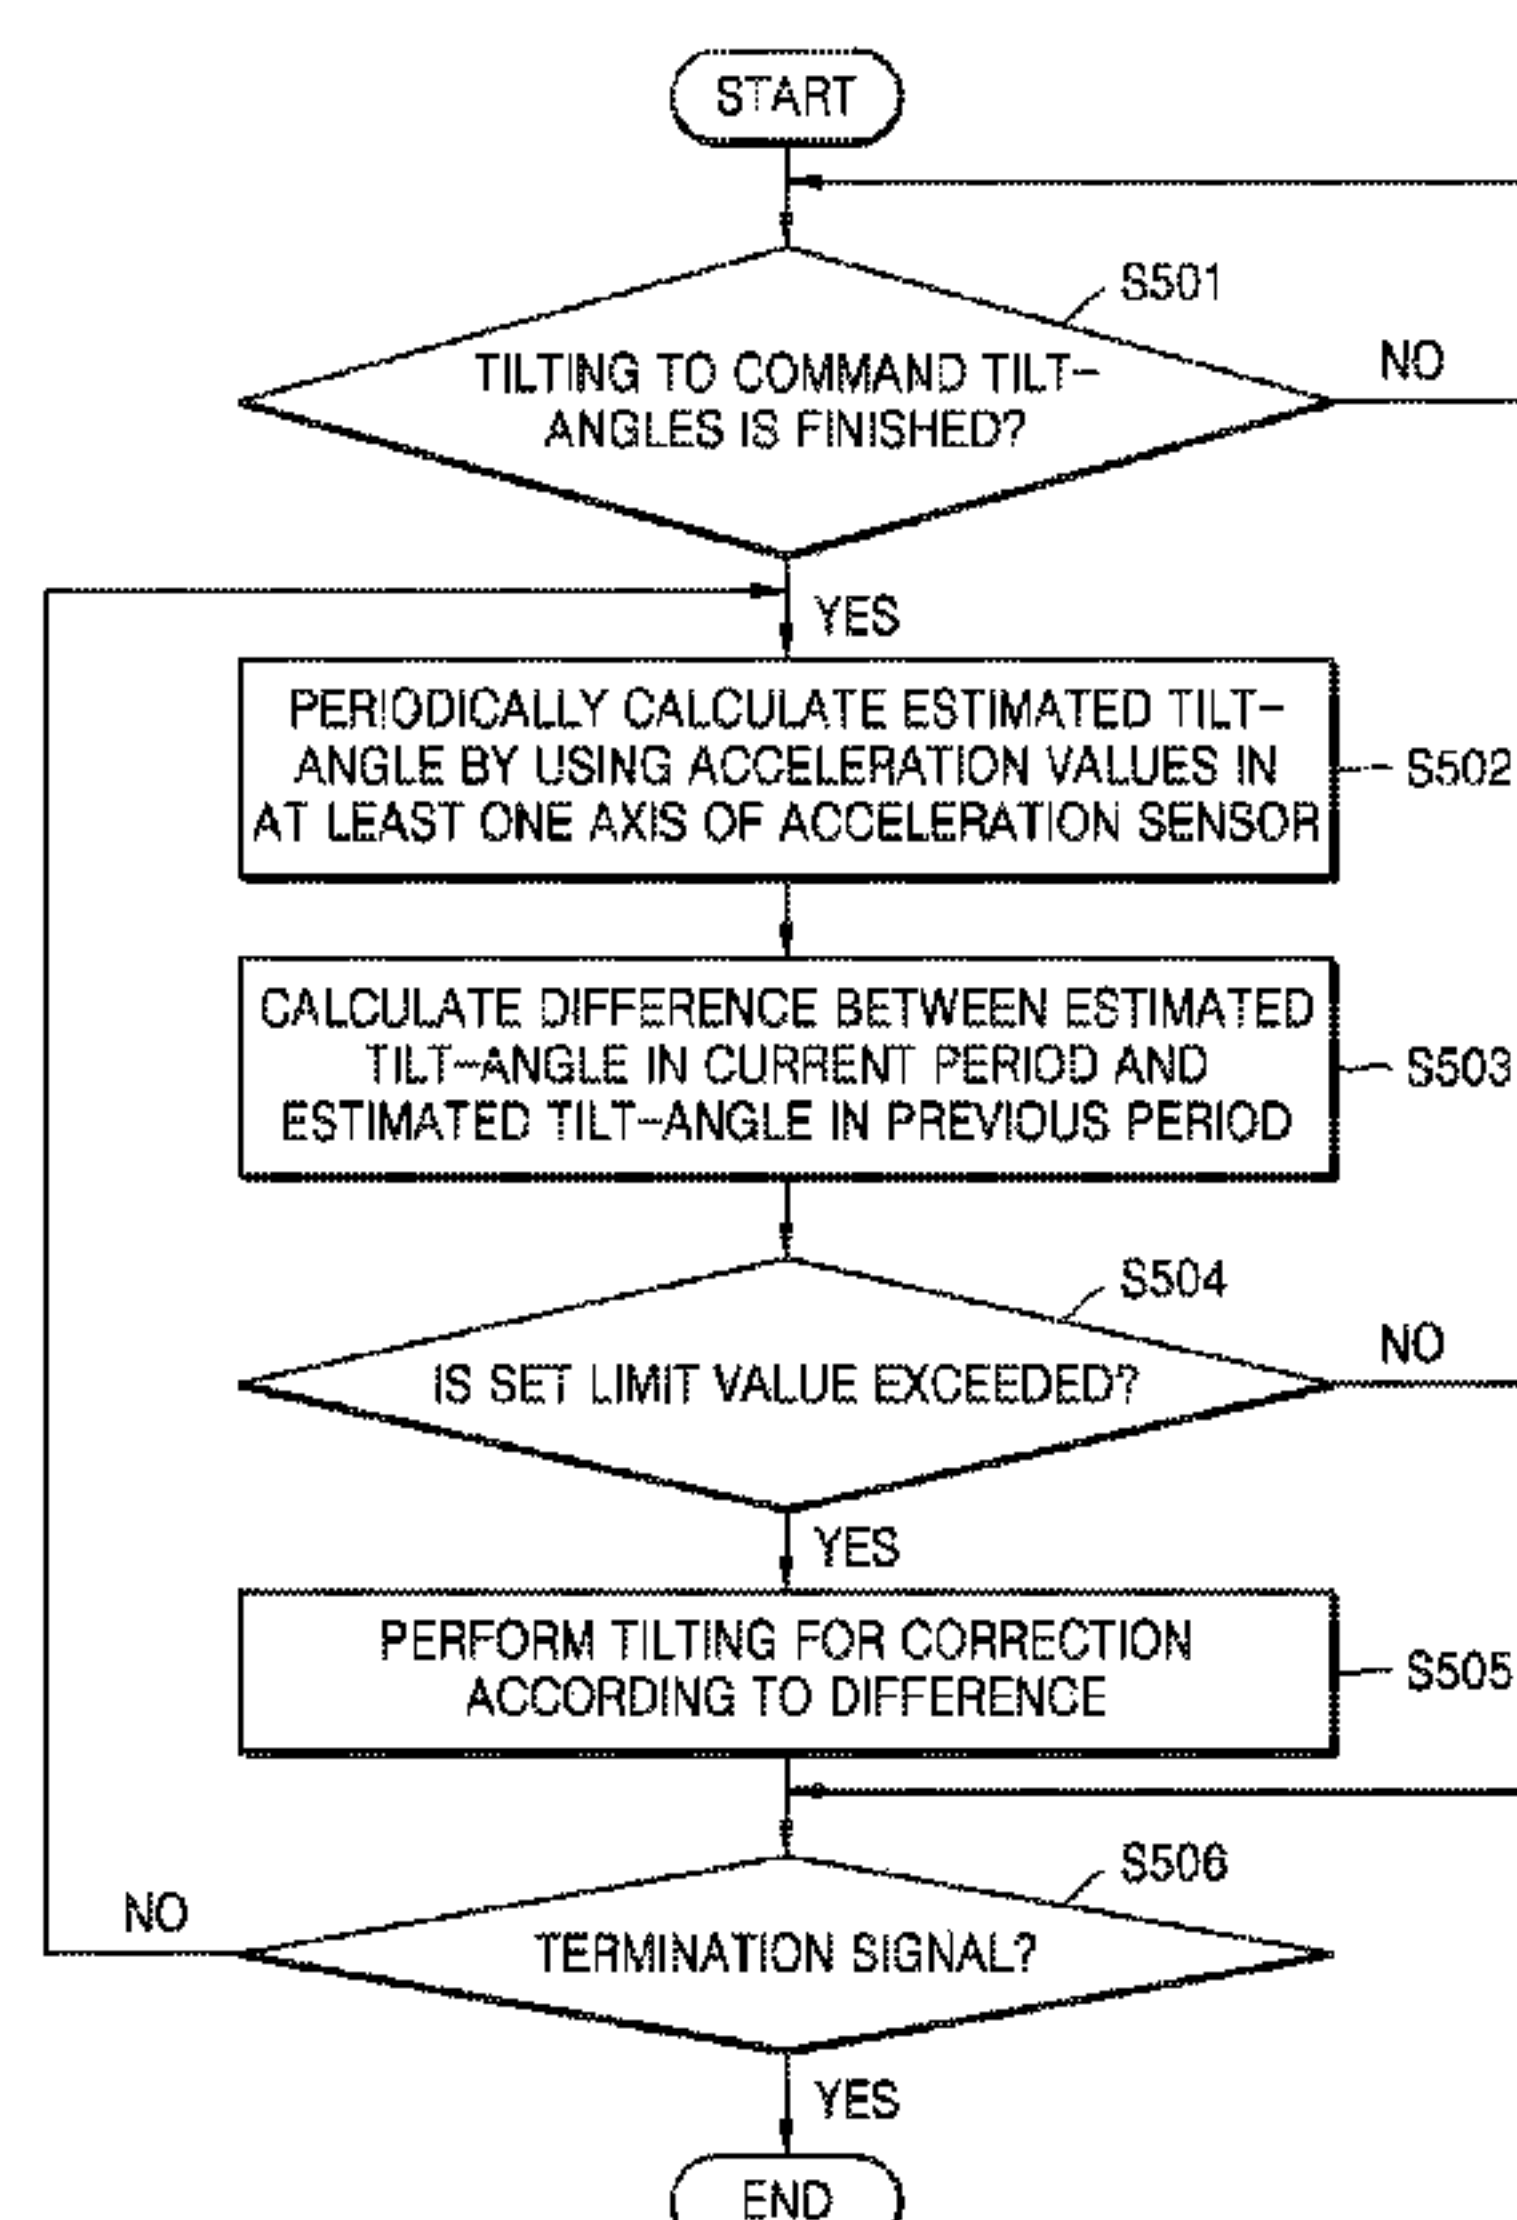 START
S501
TILTING TO COMMAND TILT-
ANGLES IS FINISHED?
NO
YES
PERIODICALLY CALCULATE ESTIMATED TILT-
ANGLE BY USING ACCELERATION VALUES IN
AT LEAST ONE AXIS OF ACCELERATION SENSOR
S502
CALCULATE DIFFERENCE BETWEEN ESTIMATED
TILT-ANGLE IN CURRENT PERIOD AND
ESTIMATED TILT-ANGLE IN PREVIOUS PERIOD
S503
S504
IS SET LIMIT VALUE EXCEEDED?
NO
YES
PERFORM TILTING FOR CORRECTION
ACCORDING TO DIFFERENCE
S505
S506
NO
TERMINATION SIGNAL?
YES
END